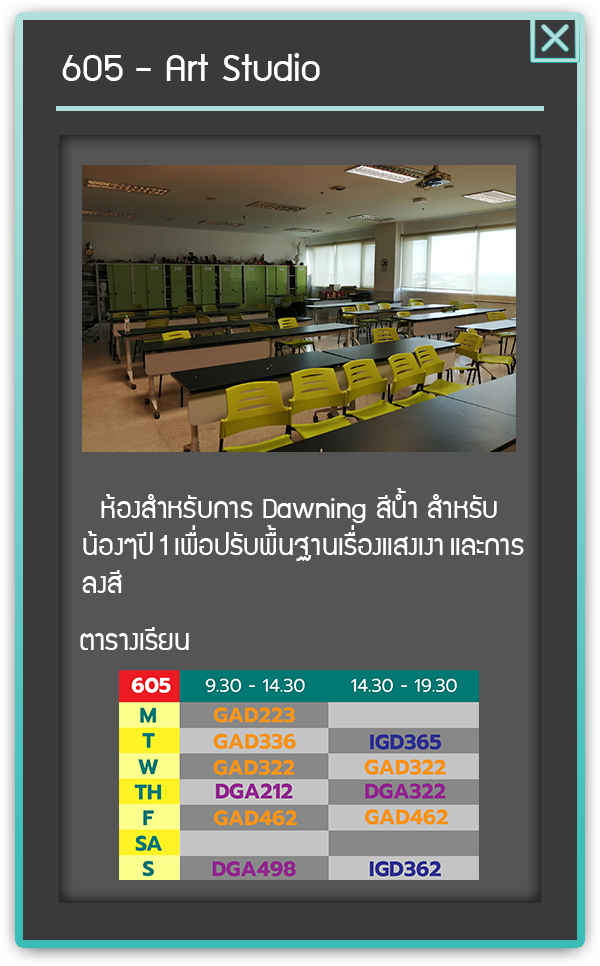 605 - Art Studio
ห้องสำหรับการ Dawning สีน้ำ สำหรับ
น้องๆปี 1 เพื่อปรับพื้นฐานเรื่องแสงเงา และการ
ลงสี
ตารางเรียน
605 9.30 - 14.30 14.30 - 19.30
M GAD223
T GAD336 IGD365
W GAD322 GAD322
TH DGA212 DGA322
F GAD462 GAD462
SA
S DGA498 IGD362